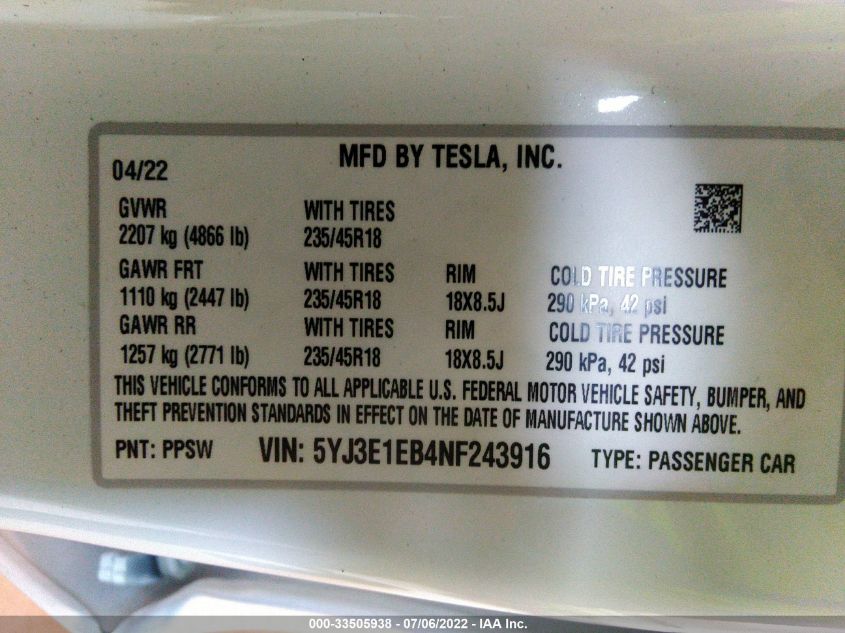 MFD BY TESLA, INC.
04/22
GVWR WITH TIRES
2207 kg (4866 lb) 235/45R18
GAWR FRT WITH TIRES RIM COLD TIRE PRESSURE
1110 kg (2447 lb) 235/45R18 18X8.5J 290 kPa, 42 psi
GAWR RR WITH TIRES RIM COLD TIRE PRESSURE
1257 kg (2771 lb) 235/45R18 18X8.5J 290 kPa, 42 psi
THIS VEHICLE CONFORMS TO ALL APPLICABLE U.S. FEDERAL MOTOR VEHICLE SAFETY, BUMPER, AND
THEFT PREVENTION STANDARDS IN EFFECT ON THE DATE OF MANUFACTURE SHOWN ABOVE.
PNT: PPSW VIN: 5YJ3E1EB4NF243916 TYPE: PASSENGER CAR
000-33505938 - 07/06/2022 - IAA Inc.